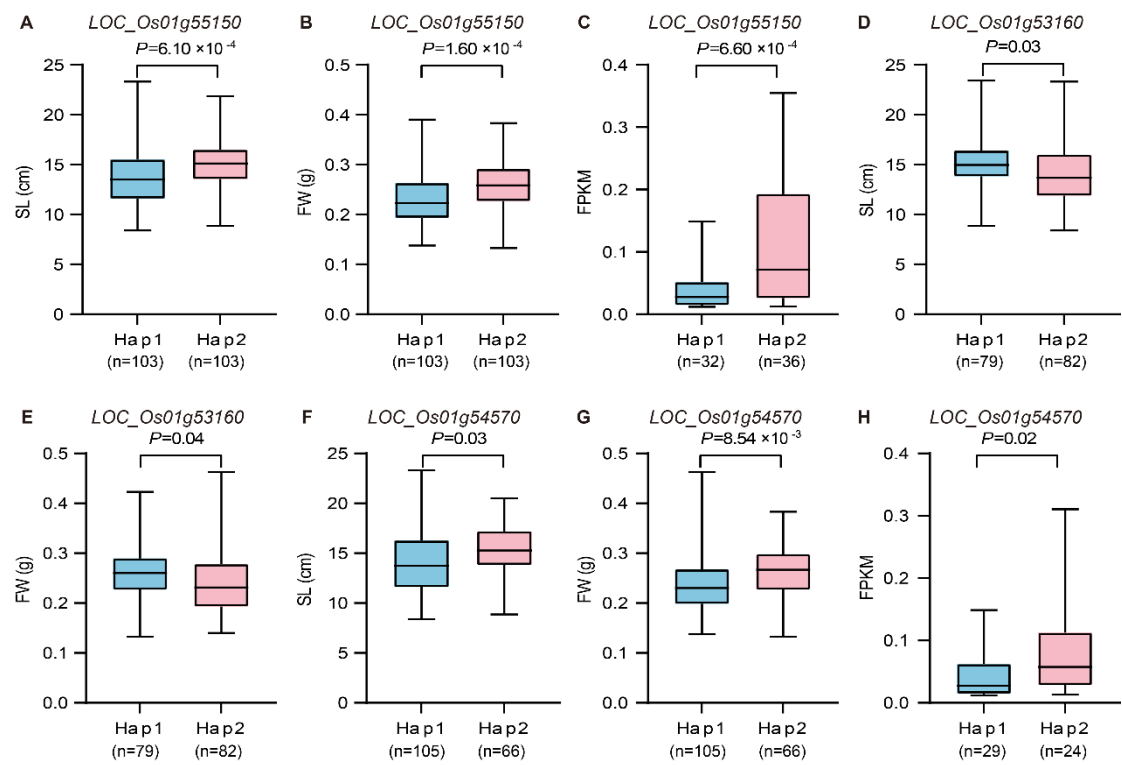 A LOC_Os01g55150
P=6.10 ×10⁻⁴
SL (cm)
25
20
15
10
5
0
Hap1 Hap2
(n=103) (n=103)
B LOC_Os01g55150
P=1.60 ×10⁻⁴
FW (g)
0.5
0.4
0.3
0.2
0.1
0.0
Hap1 Hap2
(n=103) (n=103)
C LOC_Os01g55150
P=6.60 ×10⁻⁴
FPKM
0.4
0.3
0.2
0.1
0.0
Hap1 Hap2
(n=32) (n=36)
D LOC_Os01g53160
P=0.03
SL (cm)
25
20
15
10
5
0
Hap1 Hap2
(n=79) (n=82)
E LOC_Os01g53160
P=0.04
FW (g)
0.5
0.4
0.3
0.2
0.1
0.0
Hap1 Hap2
(n=79) (n=82)
F LOC_Os01g54570
P=0.03
SL (cm)
25
20
15
10
5
0
Hap1 Hap2
(n=105) (n=66)
G LOC_Os01g54570
P=8.54 ×10⁻³
FW (g)
0.5
0.4
0.3
0.2
0.1
0.0
Hap1 Hap2
(n=105) (n=66)
H LOC_Os01g54570
P=0.02
FPKM
0.4
0.3
0.2
0.1
0.0
Hap1 Hap2
(n=29) (n=24)